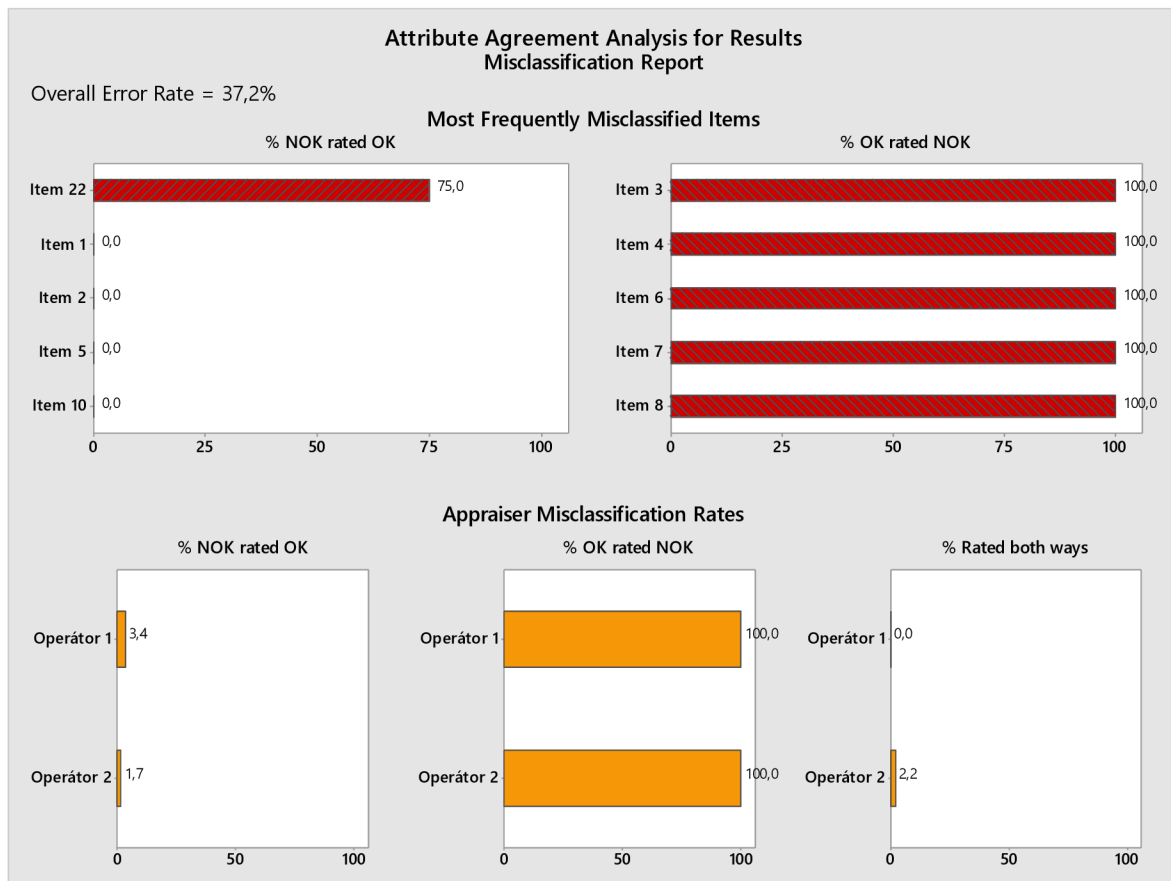 Attribute Agreement Analysis for Results
Misclassification Report
Overall Error Rate = 37,2%
Most Frequently Misclassified Items
% NOK rated OK
Item 22
75,0
Item 1
0,0
Item 2
0,0
Item 5
0,0
Item 10
0,0
0 25 50 75 100
% OK rated NOK
Item 3
100,0
Item 4
100,0
Item 6
100,0
Item 7
100,0
Item 8
100,0
0 25 50 75 100
Appraiser Misclassification Rates
% NOK rated OK
Operátor 1
3,4
Operátor 2
1,7
0 50 100
% OK rated NOK
Operátor 1
100,0
Operátor 2
100,0
0 50 100
% Rated both ways
Operátor 1
0,0
Operátor 2
2,2
0 50 100